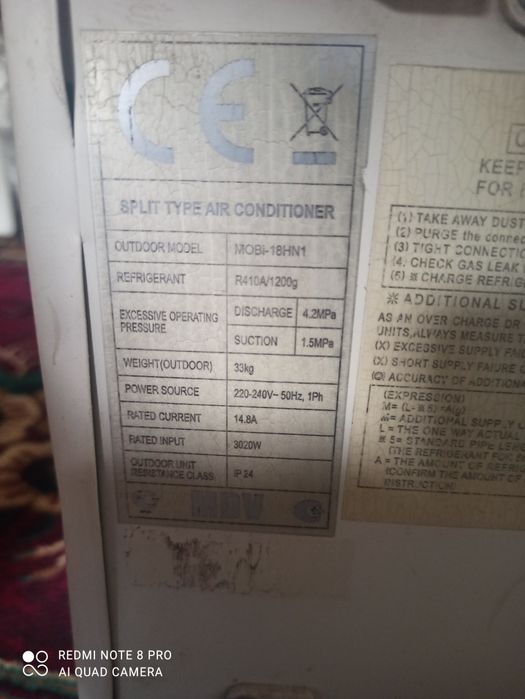 CE
SPLIT TYPE AIR CONDITIONER
OUTDOOR MODEL MOBi-18HN1
REFRIGERANT R410A/1200g
EXCESSIVE OPERATING PRESSURE DISCHARGE 4.2MPa
SUCTION 1.5MPa
WEIGHT(OUTDOOR) 33kg
POWER SOURCE 220-240V~ 50Hz, 1Ph
RATED CURRENT 14.8A
RATED INPUT 3020W
OUTDOOR UNIT RESISTANCE CLASS IP 24
MDV
KEEP
FOR
(1) TAKE AWAY DUST
(2) PURGE the connec
(3) TIGHT CONNECTIO
(4. CHECK GAS LEAK
(5) ※ CHARGE REFRIG
※ ADDITIONAL SU
AS AN OVER CHARGE OR
UNITS,ALWAYS MEASURE T
(X) EXCESSIVE SUPPLY FAI
(X) SHORT SUPPLY FAILURE O
ACCURACY OF ADDITION
(EXPRESSION)
M= (L-※5)×A(g)
M= ADDITIONAL SUPPLY O
L = THE ONE WAY ACTUAL
※ 5= STANDARD PIPE LEN
(THE REFRIGERANT FOR
A = THE AMOUNT OF REFRI
(CONFIRM THE AMOUNT OF
INSTRUCTION)
REDMI NOTE 8 PRO
AI QUAD CAMERA